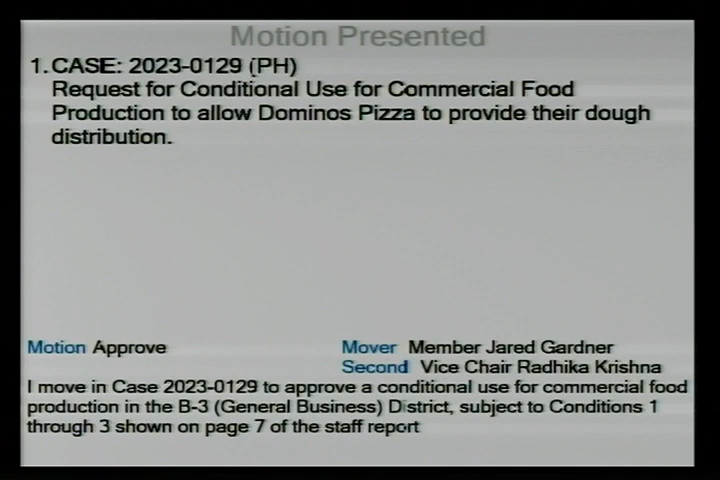 Motion Presented
1. CASE: 2023-0129 (PH)
Request for Conditional Use for Commercial Food
Production to allow Dominos Pizza to provide their dough
distribution.
Motion Approve
Mover Member Jared Gardner
Second Vice Chair Radhika Krishna
I move in Case 2023-0129 to approve a conditional use for commercial food
production in the B-3 (General Business) District, subject to Conditions 1
through 3 shown on page 7 of the staff report